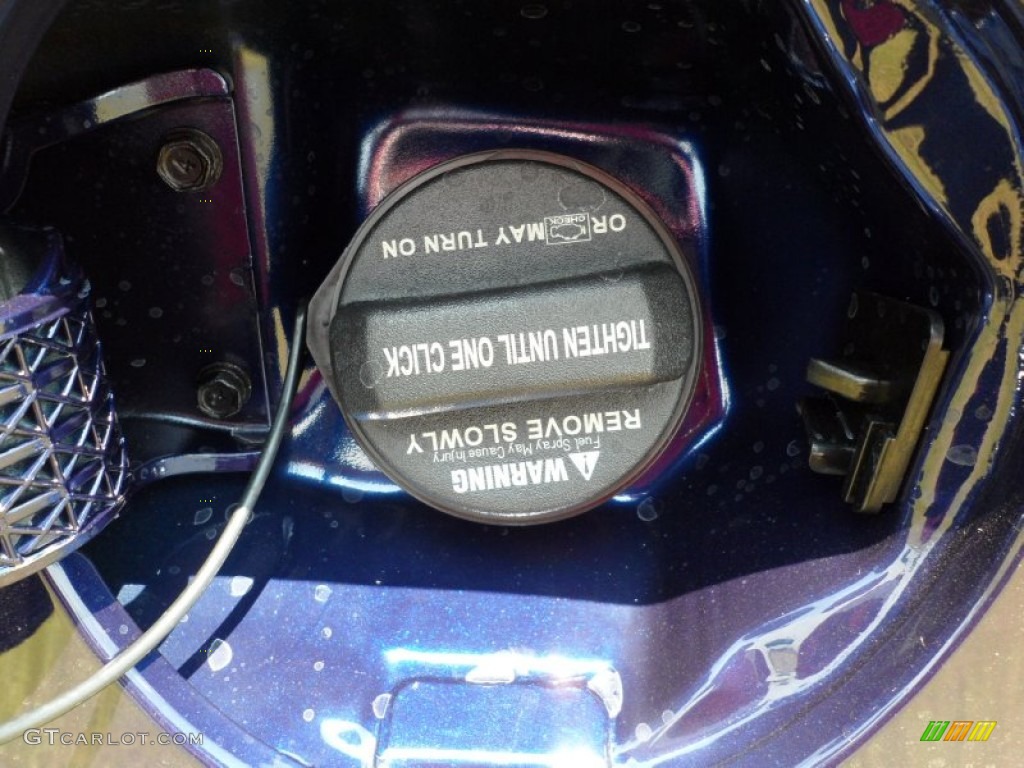 WARNING
Fuel Spray May Cause Injury
REMOVE SLOWLY
TIGHTEN UNTIL ONE CLICK
OR CHECK MAY TURN ON
4
GTCARLOT.COM